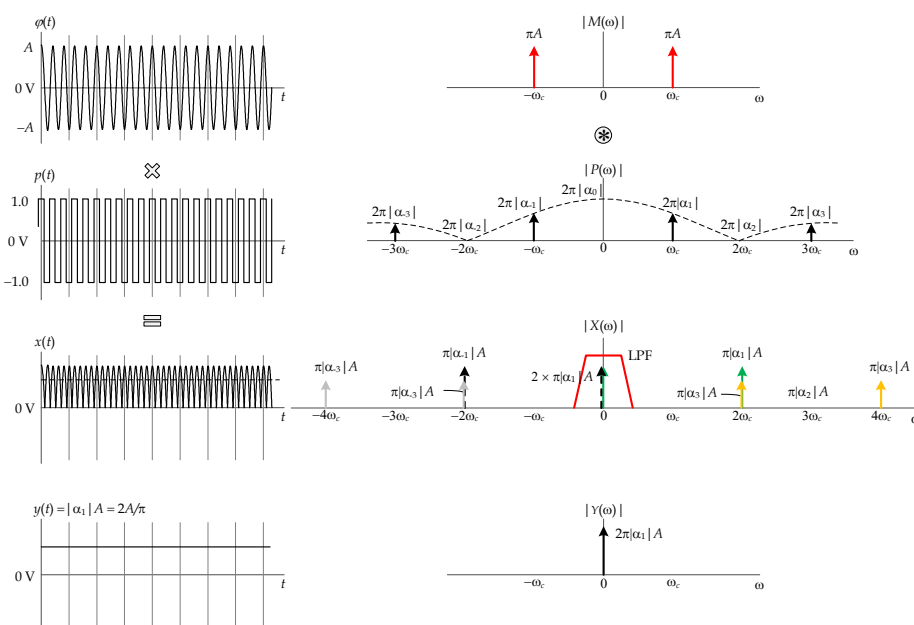 φ(t)
A
0 V
−A
t
|M(ω)|
πA
πA
−ωc
0
ωc
ω
p(t)
1.0
0 V
−1.0
t
|P(ω)|
2π|α-3|
2π|α-2|
2π|α-1|
2π|α0|
2π|α1|
2π|α2|
2π|α3|
−3ωc
−2ωc
−ωc
0
ωc
2ωc
3ωc
ω
x(t)
0 V
t
|X(ω)|
LPF
π|α-3|A
π|α-1|A
π|α-3|A
2 × π|α1|A
π|α1|A
π|α3|A
π|α2|A
π|α3|A
−4ωc
−3ωc
−2ωc
−ωc
0
ωc
2ωc
3ωc
4ωc
y(t) = |α1|A = 2A/π
0 V
t
|Y(ω)|
2π|α1|A
−ωc
0
ωc
ω